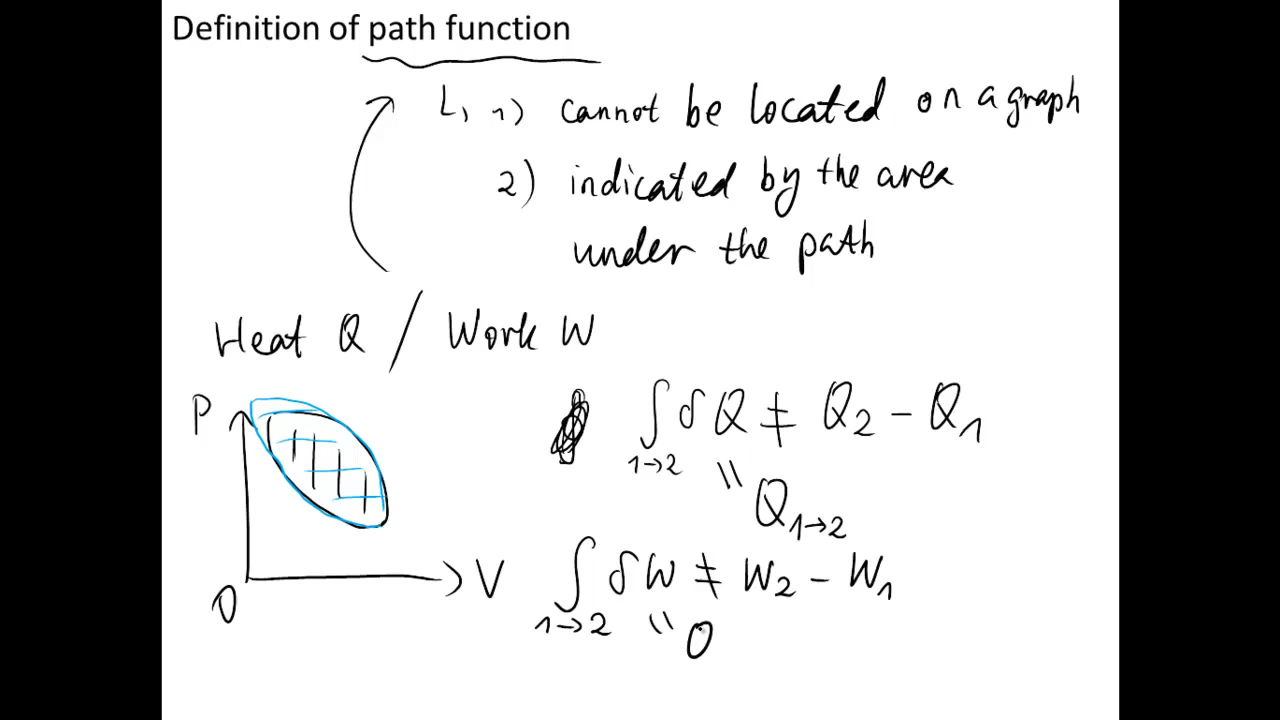 Definition of path function
↳ 1) cannot be located on a graph
2) indicated by the area
under the path
Heat Q / Work W
P
∫ δQ ≠ Q₂ - Q₁
1→2
"
Q₁→₂
V
∫ δW ≠ W₂ - W₁
0
1→2
" 0